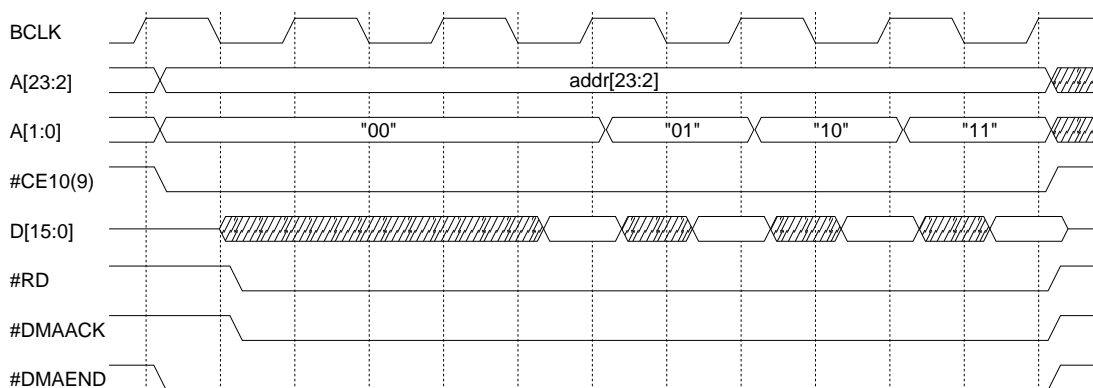 BCLK
A[23:2] addr[23:2]
A[1:0] "00" "01" "10" "11"
#CE10(9)
D[15:0]
#RD
#DMAACK
#DMAEND